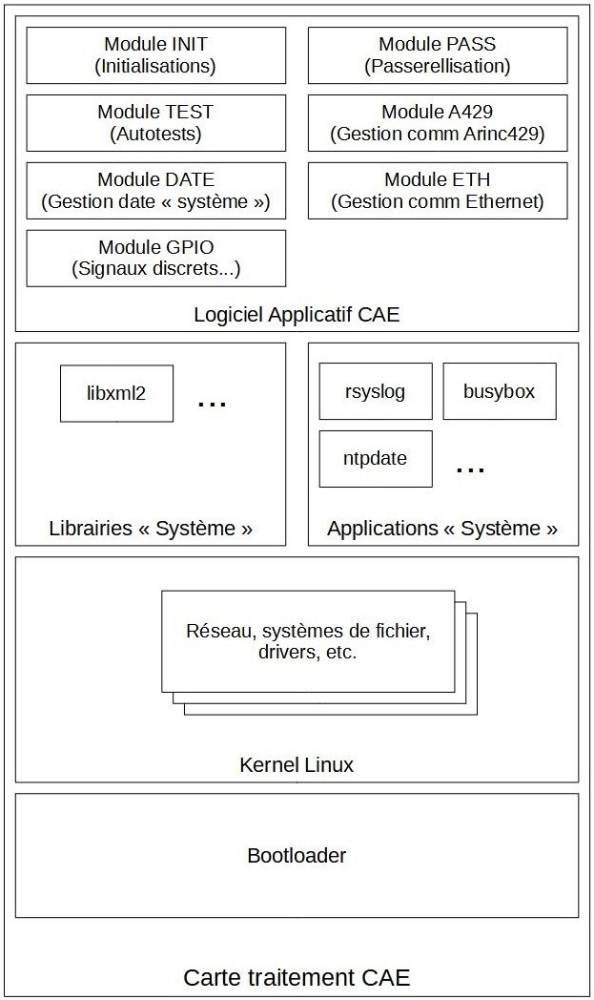 Module INIT
(Initialisations)
Module PASS
(Passerellisation)
Module TEST
(Autotests)
Module A429
(Gestion comm Arinc429)
Module DATE
(Gestion date « système »)
Module ETH
(Gestion comm Ethernet)
Module GPIO
(Signaux discrets...)
Logiciel Applicatif CAE
libxml2
...
Librairies « Système »
rsyslog
busybox
ntpdate
...
Applications « Système »
Réseau, systèmes de fichier,
drivers, etc.
Kernel Linux
Bootloader
Carte traitement CAE